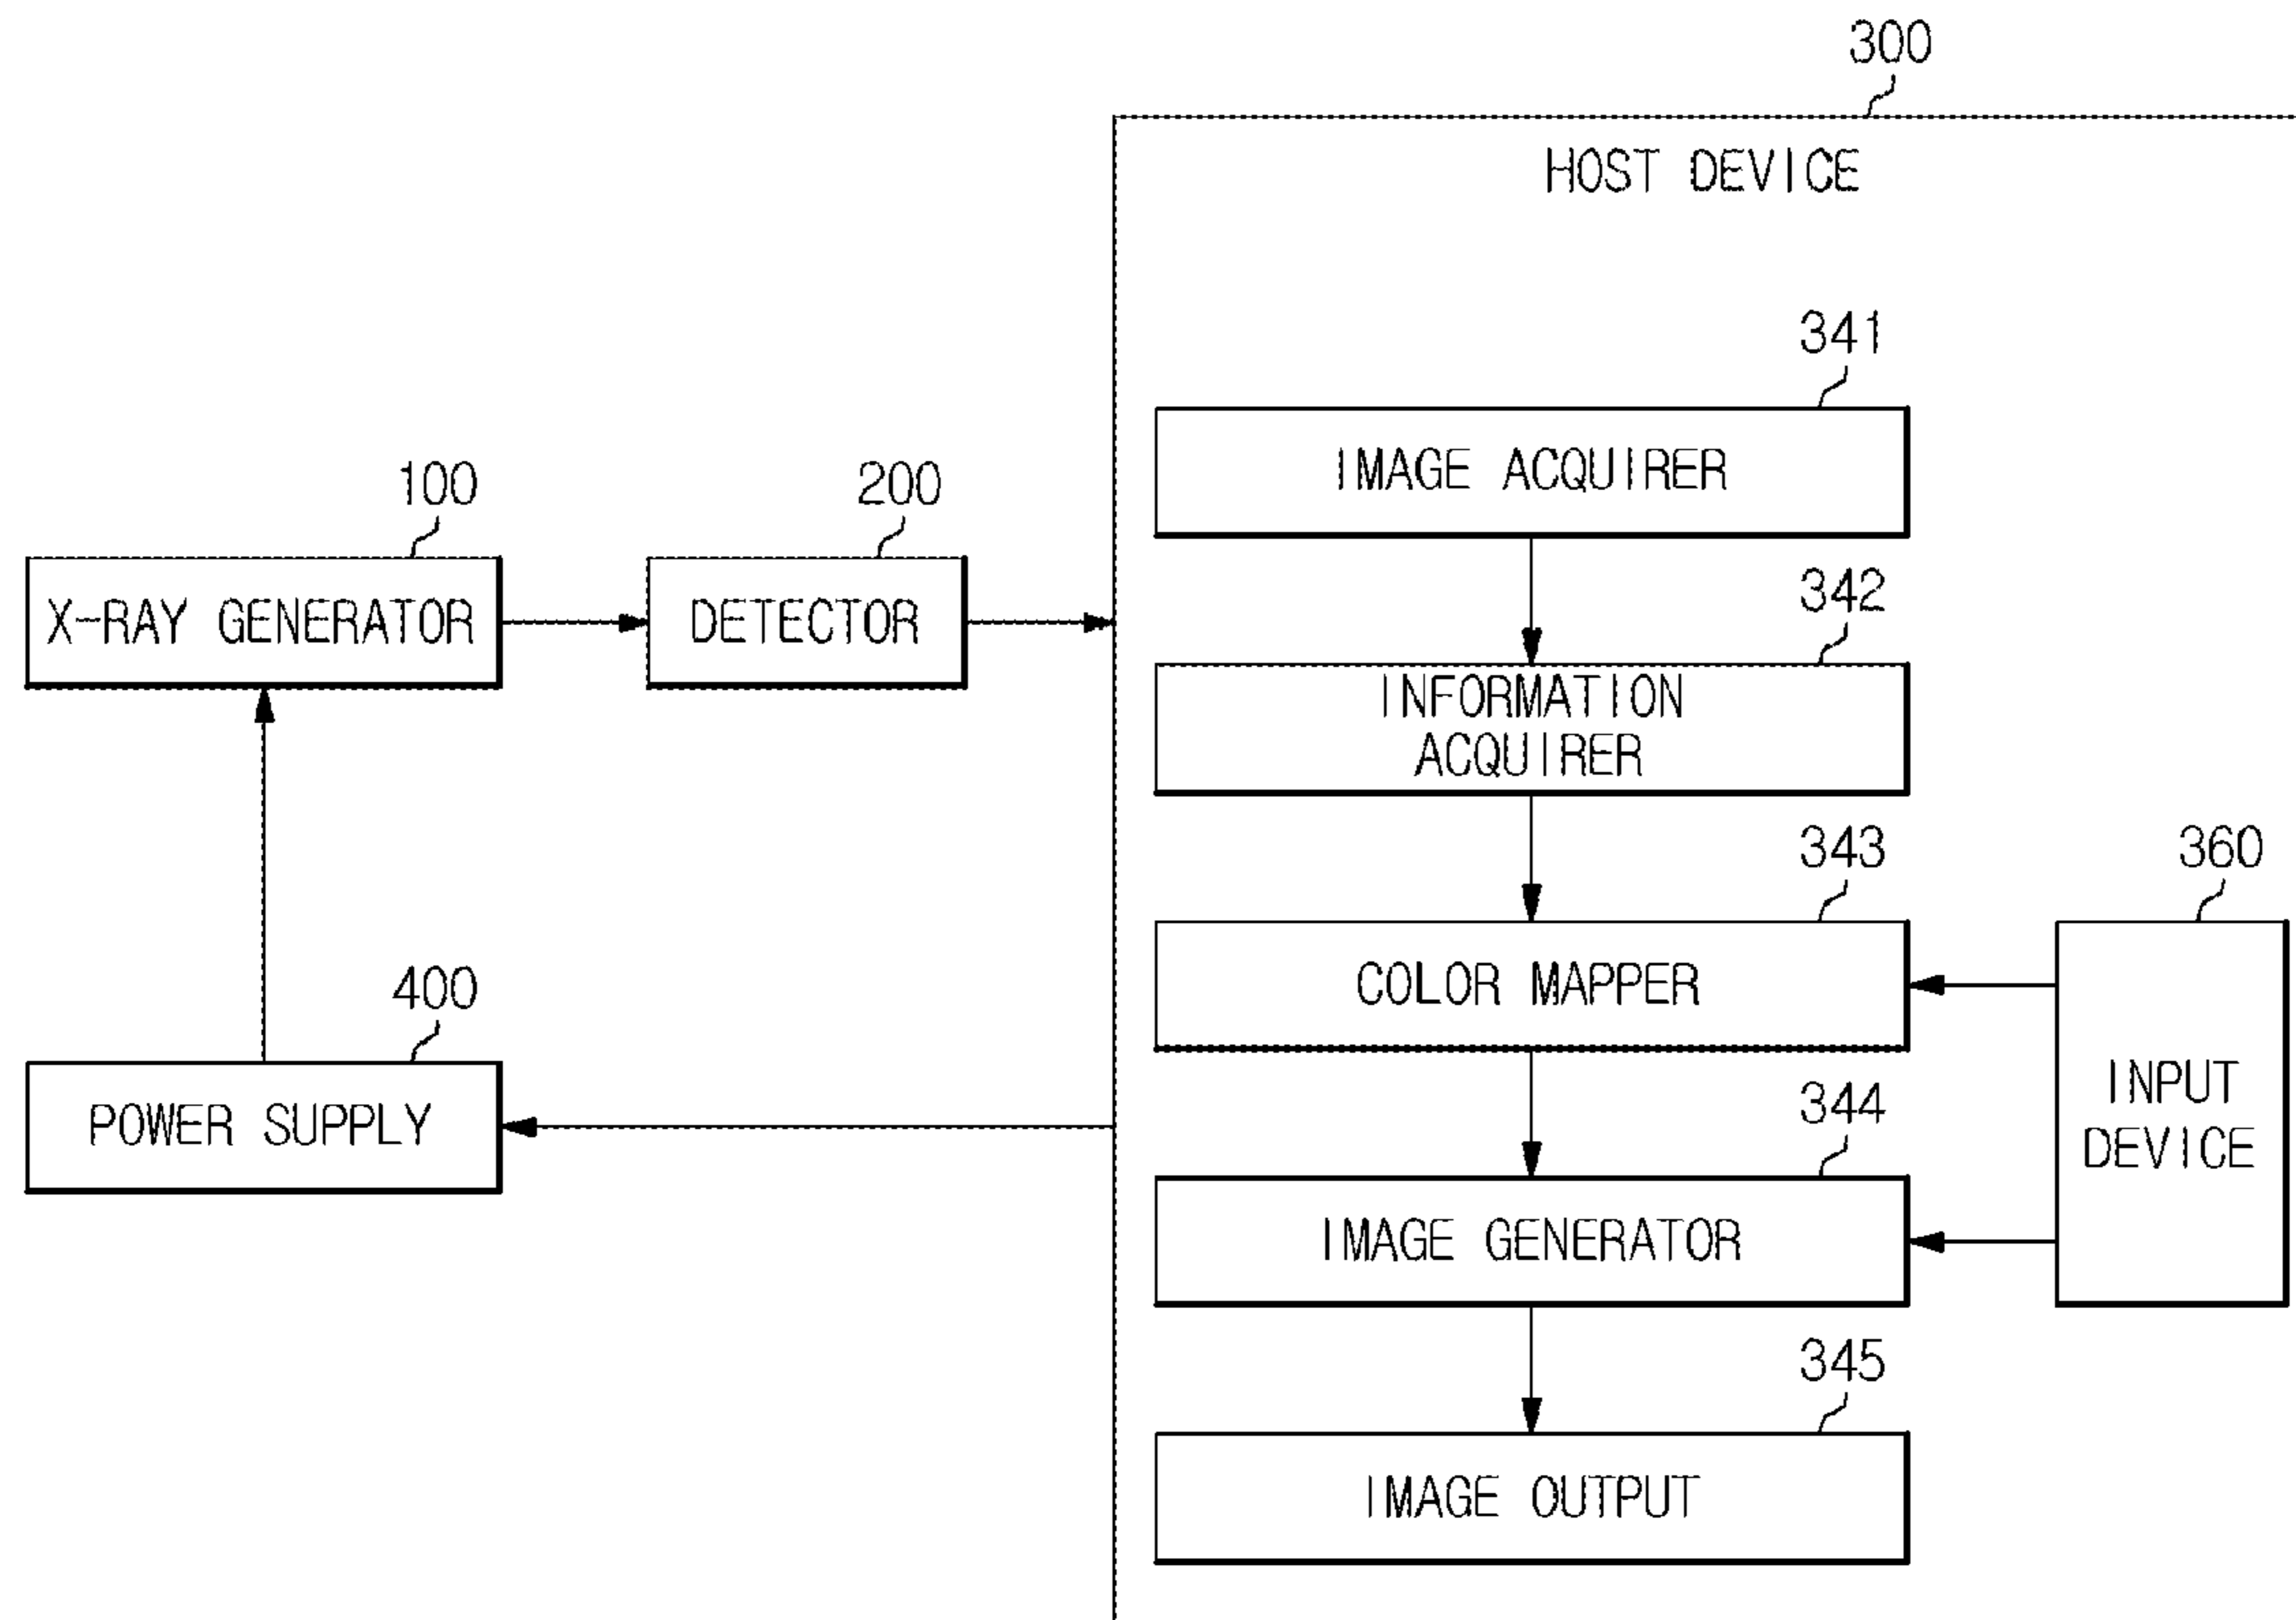 300
HOST DEVICE
341
IMAGE ACQUIRER
100
200
X-RAY GENERATOR
DETECTOR
342
INFORMATION
ACQUIRER
343
360
COLOR MAPPER
400
POWER SUPPLY
INPUT
DEVICE
344
IMAGE GENERATOR
345
IMAGE OUTPUT